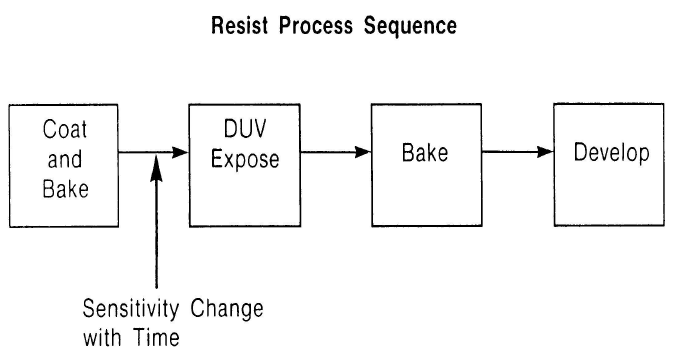 Resist Process Sequence
Coat
and
Bake
DUV
Expose
Bake
Develop
Sensitivity Change
with Time